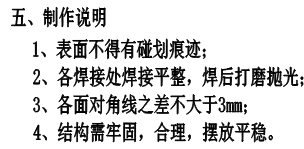 五、制作说明
1、表面不得有碰划痕迹；
2、各焊接处焊接平整，焊后打磨抛光；
3、各面对角线之差不大于3mm；
4、结构需牢固，合理，摆放平稳。